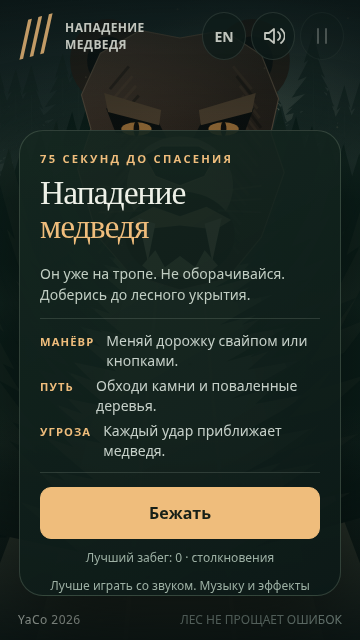 НАПАДЕНИЕ
МЕДВЕДЯ
EN
75 СЕКУНД ДО СПАСЕНИЯ
Нападение
медведя
Он уже на тропе. Не оборачивайся.
Доберись до лесного укрытия.
МАНЁВР Меняй дорожку свайпом или
кнопками.
ПУТЬ Обходи камни и поваленные
деревья.
УГРОЗА Каждый удар приближает
медведя.
Бежать
Лучший забег: 0 · столкновения
Лучше играть со звуком. Музыка и эффекты
YaCo 2026
ЛЕС НЕ ПРОЩАЕТ ОШИБОК